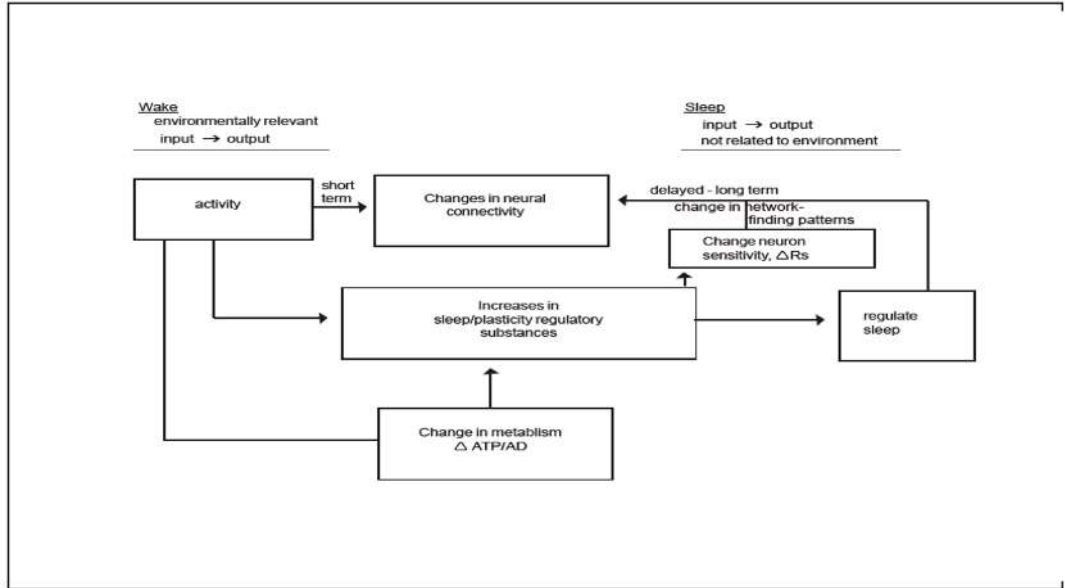 Wake
environmentally relevant
input → output
Sleep
input → output
not related to environment
activity
short
term
Changes in neural
connectivity
delayed - long term
change in network-
finding patterns
Change neuron
sensitivity, △Rs
Increases in
sleep/plasticity regulatory
substances
regulate
sleep
Change in metablism
△ ATP/AD